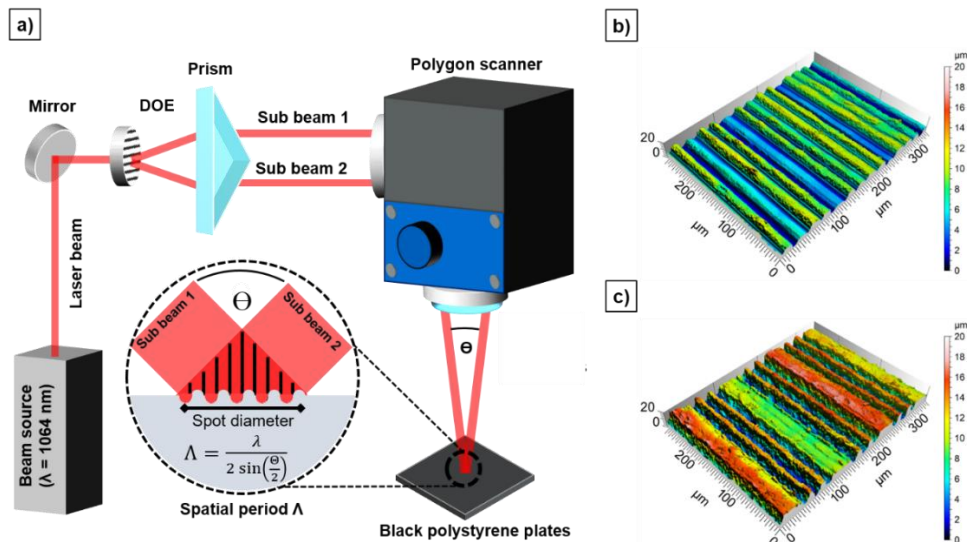 a)
Prism
Mirror
DOE
Polygon scanner
Sub beam 1
Sub beam 2
Laser beam
Beam source
(λ = 1064 nm)
Sub beam 1
Θ
Sub beam 2
Spot diameter
Λ = λ / 2 sin(Θ/2)
Spatial period Λ
Θ
Black polystyrene plates
b)
µm
20
18
16
14
12
10
8
6
4
2
0
20
0
200
100
0
µm
0
100
200
300
µm
c)
µm
20
18
16
14
12
10
8
6
4
2
0
20
0
200
100
0
µm
0
100
200
300
µm